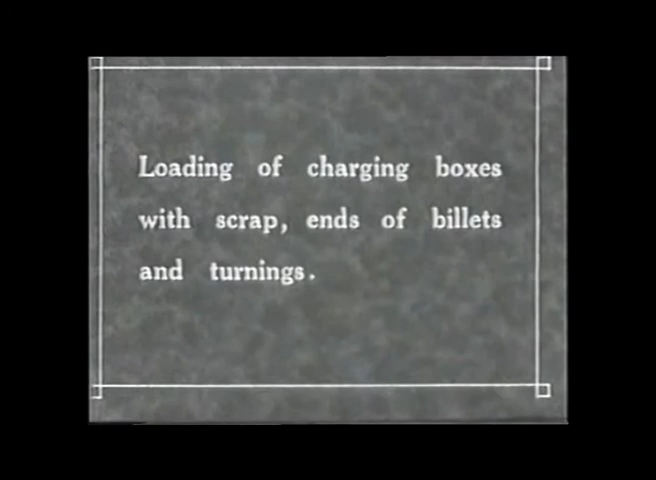 Loading of charging boxes
with scrap, ends of billets
and turnings.